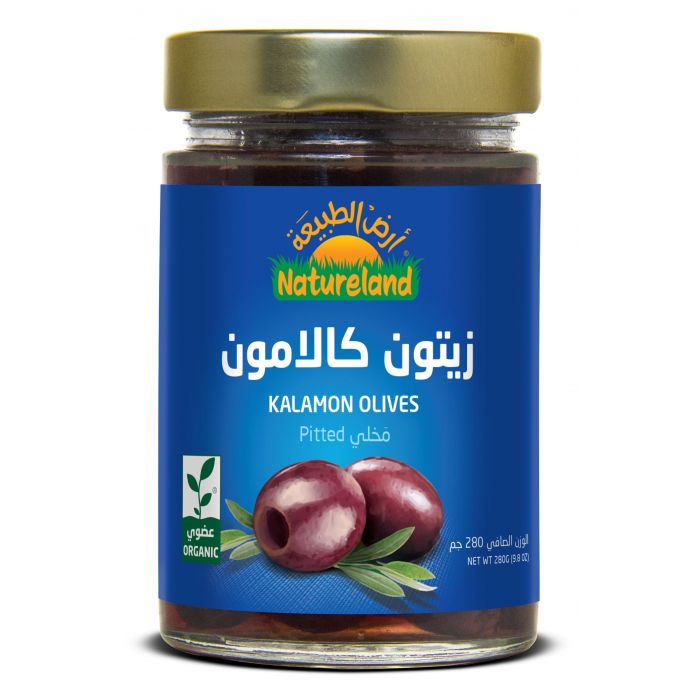 أرض الطبيعة
Natureland
زيتون كالامون
KALAMON OLIVES
Pitted مَخلي
عضوي
ORGANIC
الوزن الصافي 280 جم
NET WT 280G (9.8 OZ)